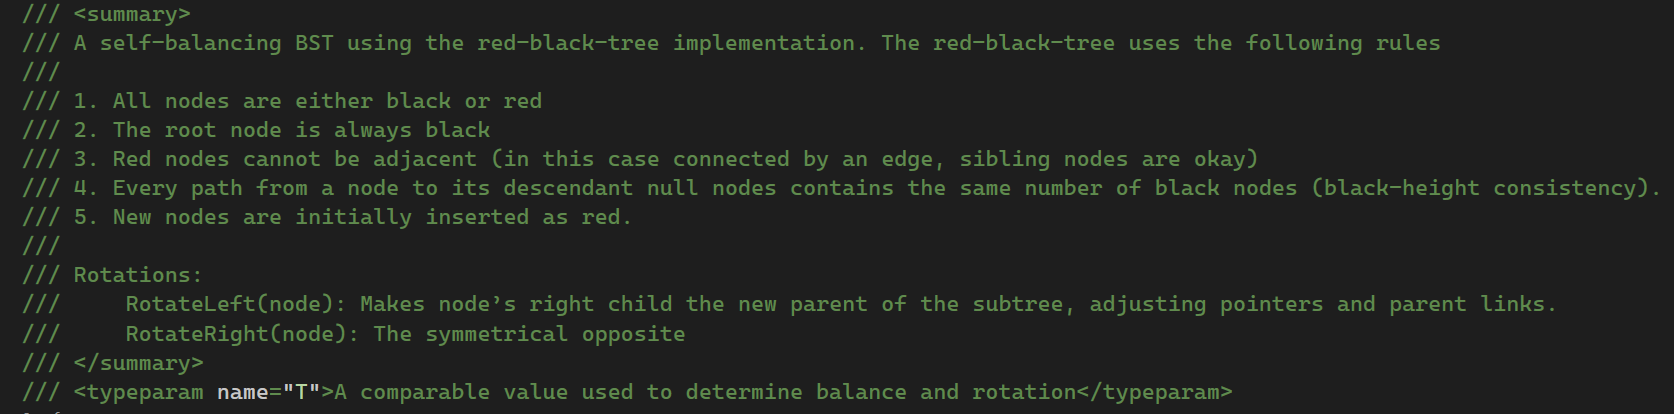 /// <summary>
/// A self-balancing BST using the red-black-tree implementation. The red-black-tree uses the following rules
///
/// 1. All nodes are either black or red
/// 2. The root node is always black
/// 3. Red nodes cannot be adjacent (in this case connected by an edge, sibling nodes are okay)
/// 4. Every path from a node to its descendant null nodes contains the same number of black nodes (black-height consistency).
/// 5. New nodes are initially inserted as red.
///
/// Rotations:
///     RotateLeft(node): Makes node’s right child the new parent of the subtree, adjusting pointers and parent links.
///     RotateRight(node): The symmetrical opposite
/// </summary>
/// <typeparam name="T">A comparable value used to determine balance and rotation</typeparam>